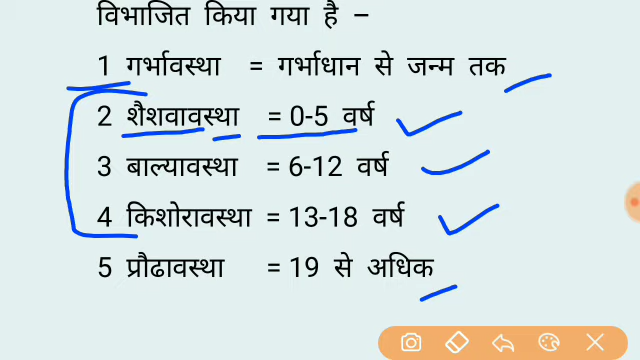 विभाजित किया गया है –
1 गर्भावस्था = गर्भाधान से जन्म तक
2 शैशवावस्था = 0-5 वर्ष
3 बाल्यावस्था = 6-12 वर्ष
4 किशोरावस्था = 13-18 वर्ष
5 प्रौढावस्था = 19 से अधिक